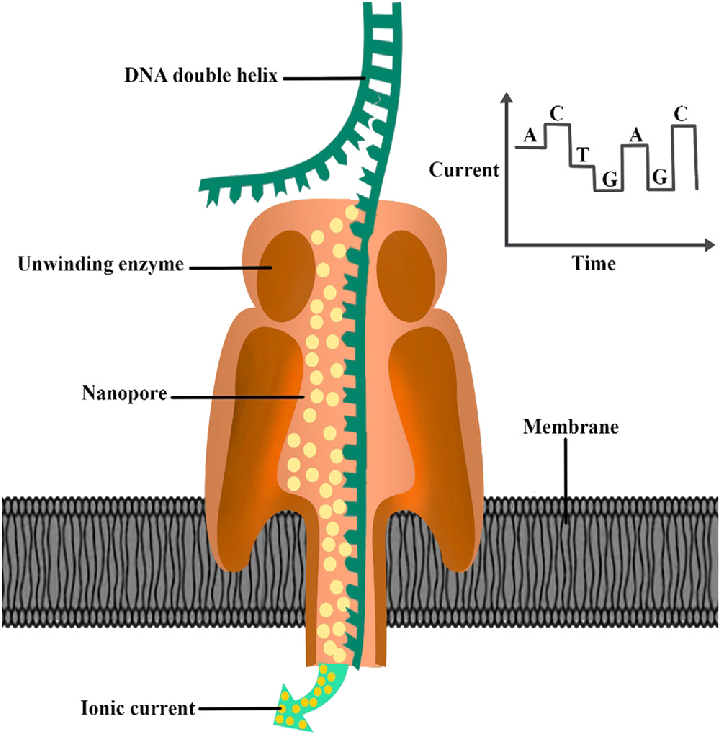 DNA double helix
C
C
A
A
T
G
G
Current
Time
Unwinding enzyme
Nanopore
Membrane
Ionic current